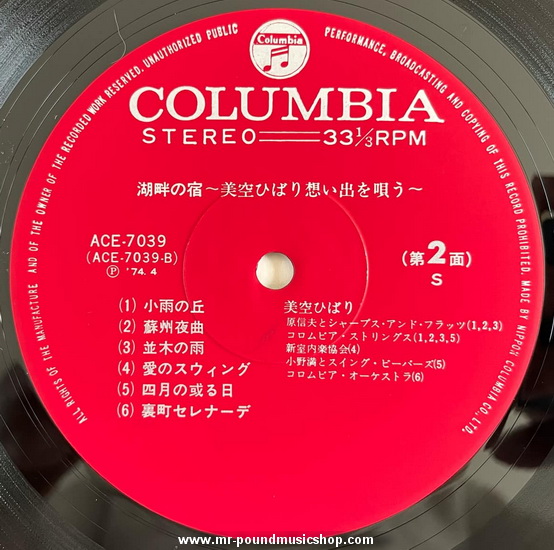 ALL RIGHTS OF THE MANUFACTURE AND OF THE OWNER OF THE RECORDED WORK RESERVED. UNAUTHORIZED PUBLIC PERFORMANCE, BROADCASTING AND COPYING OF THIS RECORD PROHIBITED. MADE BY NIPPON COLUMBIA CO., LTD.
Columbia
COLUMBIA
STEREO 33 1/3 RPM
湖畔の宿～美空ひばり想い出を唄う～
ACE-7039
(ACE-7039-B)
Ⓟ '74.4
(第2面)
S
(1) 小雨の丘
(2) 蘇州夜曲
(3) 並木の雨
(4) 愛のスウィング
(5) 四月の或る日
(6) 裏町セレナーデ
美空ひばり
原信夫とシャープス・アンド・フラッツ(1,2,3)
コロムビア・ストリングス(1,2,3,5)
新室内楽協会(4)
小野満とスイング・ビーバーズ(5)
コロムビア・オーケストラ(6)
www.mr-poundmusicshop.com